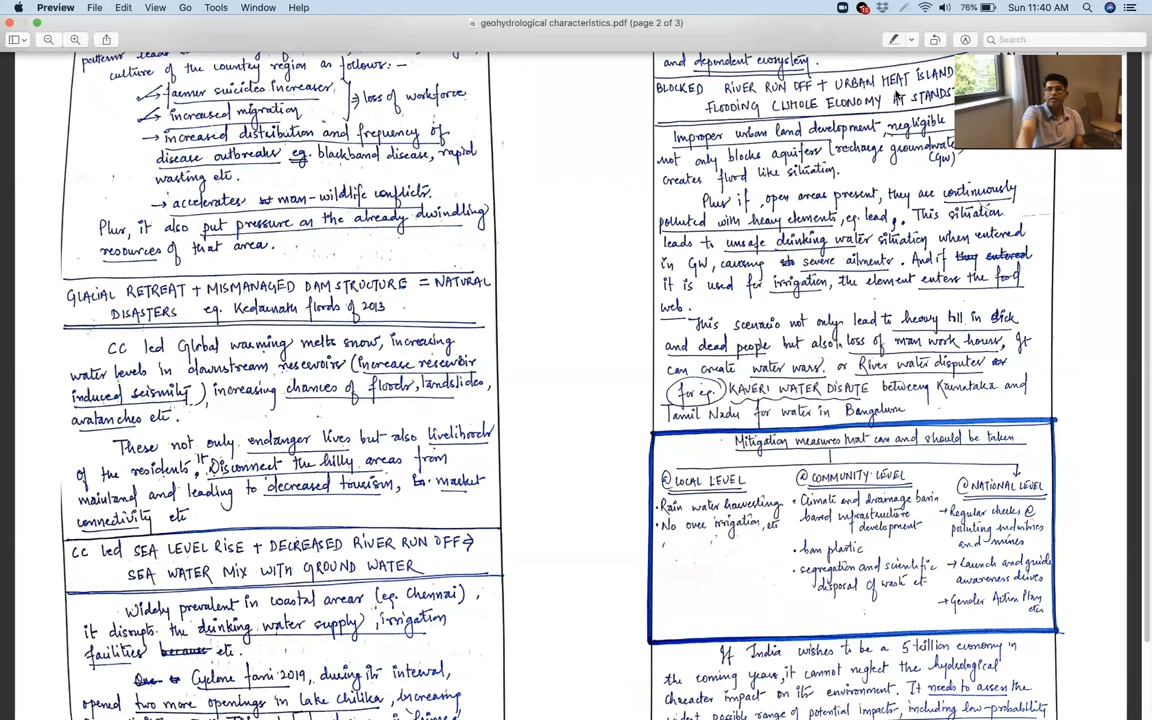 Preview File Edit View Go Tools Window Help
76% Sun 11:40 AM
geohydrological characteristics.pdf (page 2 of 3)
Search
patterns leads
culture of the country region as follows: —
farmer suicides increases
→ increased migration
loss of workforce
→ increased distribution and frequency of
disease outbreaks eg. blackband disease, rapid
wasting etc.
→ accelerates man-wildlife conflicts.
Plus, it also put pressure on the already dwindling
resources of that area.
GLACIAL RETREAT + MISMANAGED DAM STRUCTURE = NATURAL
DISASTERS eg. Kedarnath floods of 2013
CC led Global warming melts snow, increasing
water levels in downstream reservoirs (increase reservoir
induced seismity), increasing chances of floods, landslides,
avalanches etc.
These not only endanger lives but also livelihoods
of the residents. It Disconnect the hilly areas from
mainland and leading to decreased tourism, market
connectivity etc
CC led SEA LEVEL RISE + DECREASED RIVER RUN OFF ⇒
SEA WATER MIX WITH GROUND WATER
Widely prevalent in coastal areas (eg. Chennai),
it disrupts the drinking water supply, irrigation
facilities because etc.
Cyclone fani 2019, during its interval,
opened two more openings in lake chilika, increasing
and dependent ecosystem.
BLOCKED RIVER RUN OFF + URBAN HEAT ISLAND
FLOODING (WHOLE ECONOMY AT STANDS
Improper urban land development, negligible
not only blocks aquifers [recharge groundwater
(GW)
creates flood like situation.
Plus if open areas present, they are continuously
polluted with heavy elements, eg. lead,. This situation
leads to unsafe drinking water situation when entered
in GW, causing severe ailments. And if they entered
it is used for irrigation, the element enters the food
web.
This scenario not only lead to heavy toll in sick
and dead people but also loss of man work hours, It
can create water wars. or River water disputes
for eg. KAVERI WATER DISPUTE between Karnataka and
Tamil Nadu for water in Bangaluru
Mitigation measures that can and should be taken
@ LOCAL LEVEL
• Rain water harvesting
• No over irrigation, etc
@ COMMUNITY LEVEL
• Climate and drainage basin
based infrastructure
development
• ban plastic
• segregation and scientific
disposal of waste etc
@ NATIONAL LEVEL
→ Regular checks @
polluting industries
and mines
→ Launch and guide
awareness drives
→ Gender Action Plan
etc
If India wishes to be a 5 trillion economy in
the coming years, it cannot neglect the hydrological
character impact on its environment. It needs to assess the
widest possible range of potential impacts, including low-probability